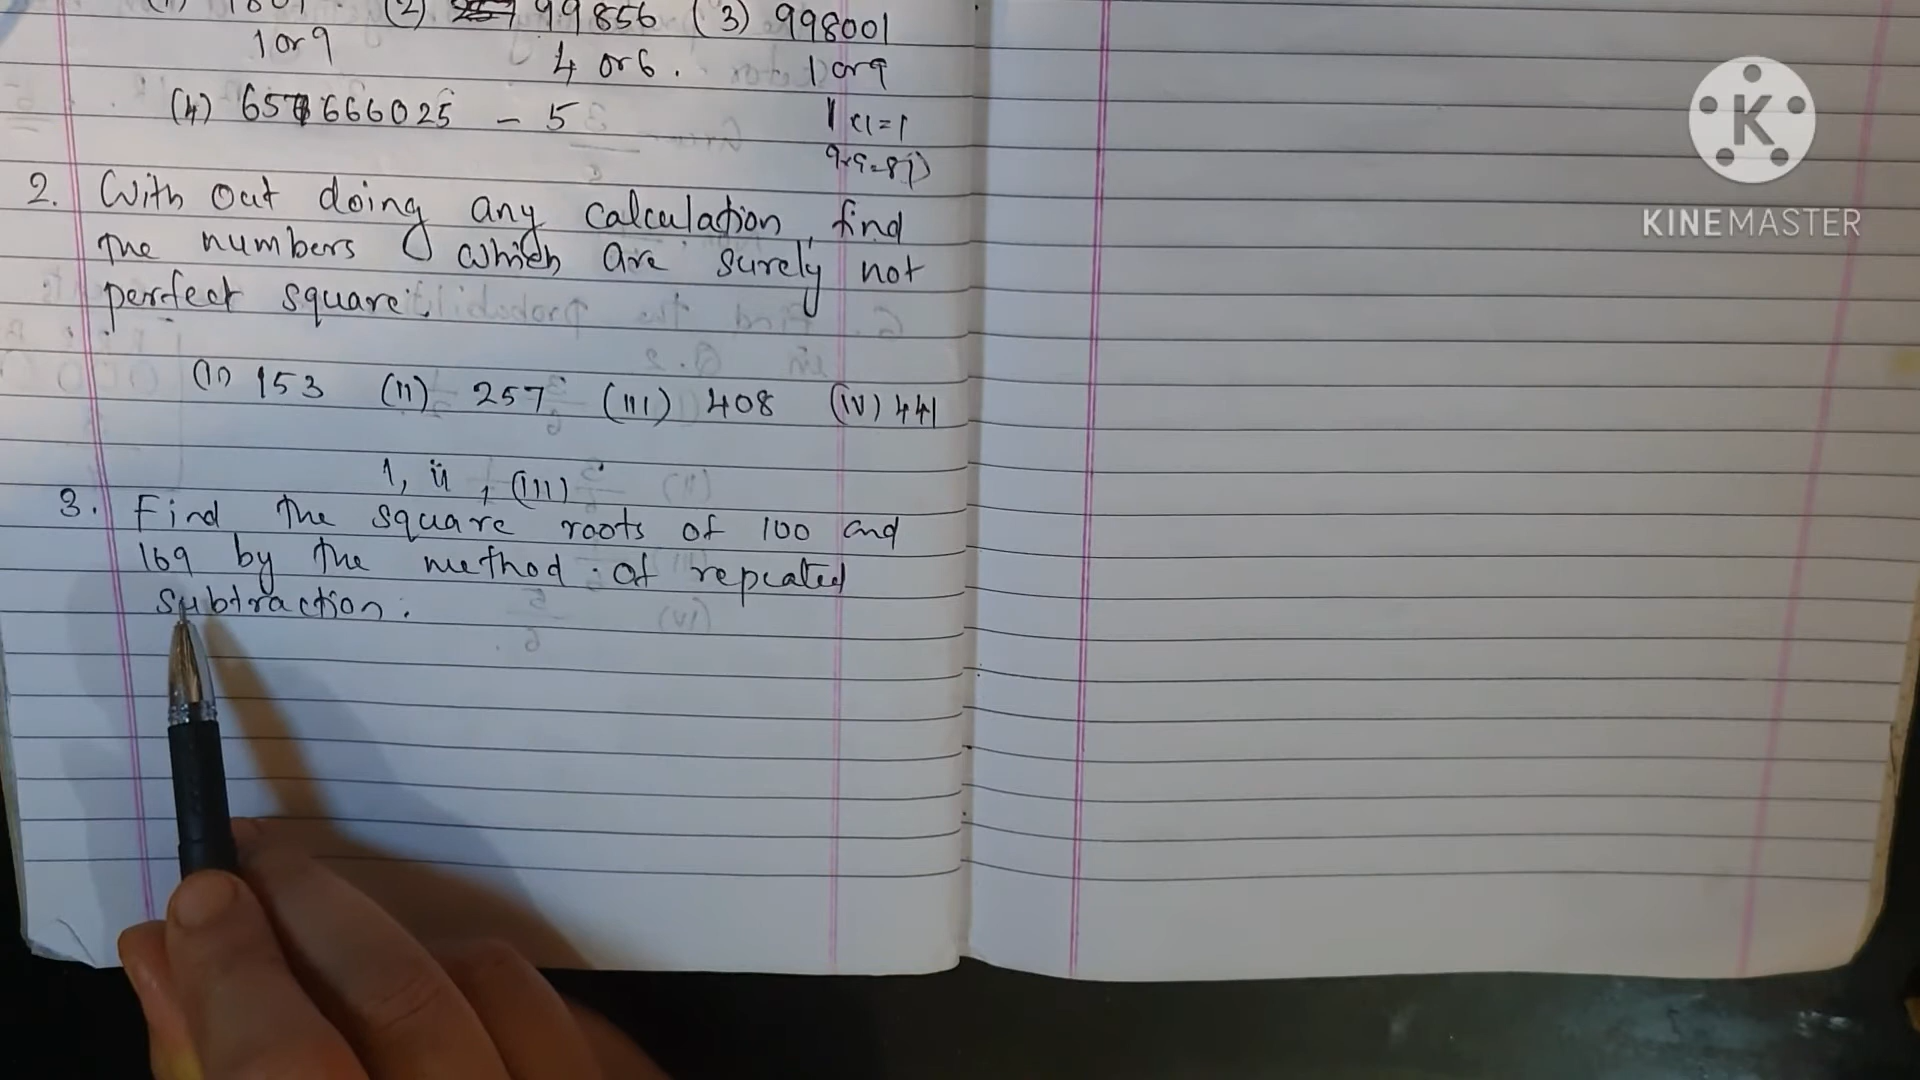 (2) 99856 (3) 998001
1 or 9 4 or 6. 1 or 9
(4) 657666025 - 5 1×1=1
9×9=81
2. With out doing any calculation, find
the numbers which are surely not
perfect square.
(i) 153 (ii) 257 (iii) 408 (iv) 441
1, ii, (iii)
3. Find the square roots of 100 and
169 by the method of repeated
subtraction.
K
KINEMASTER